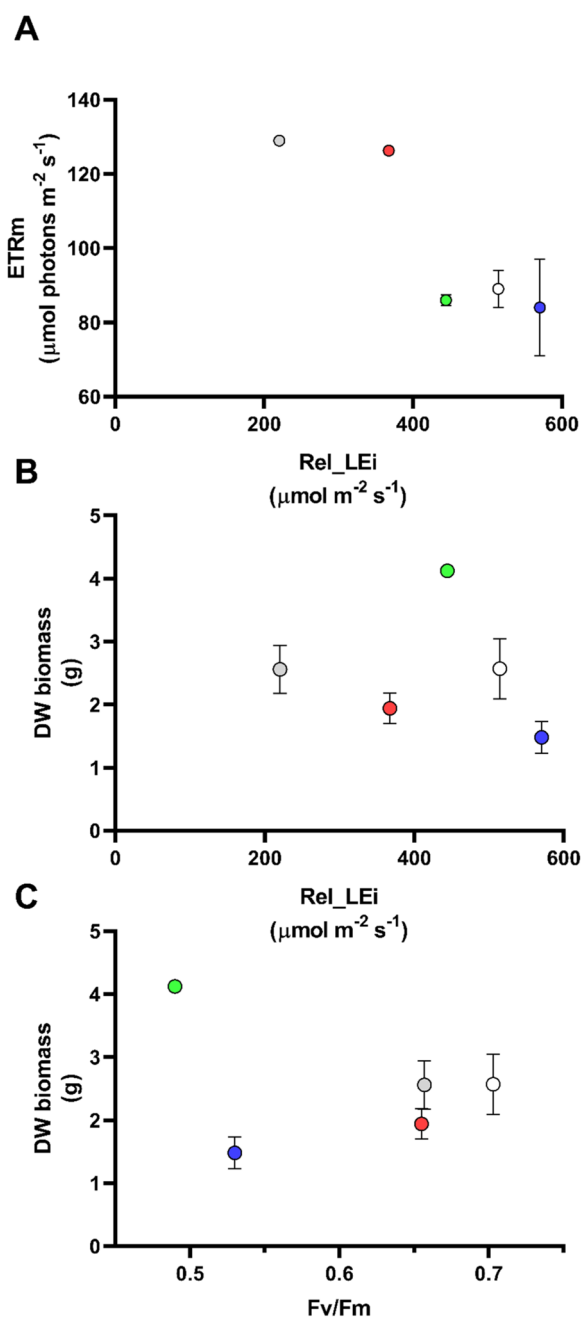 A
140
120
100
80
60
ETRm
(µmol photons m-2 s-1)
0
200
400
600
Rel_LEi
(µmol m-2 s-1)
B
5
4
3
2
1
0
DW biomass
(g)
0
200
400
600
Rel_LEi
(µmol m-2 s-1)
C
5
4
3
2
1
0
DW biomass
(g)
0.5
0.6
0.7
Fv/Fm